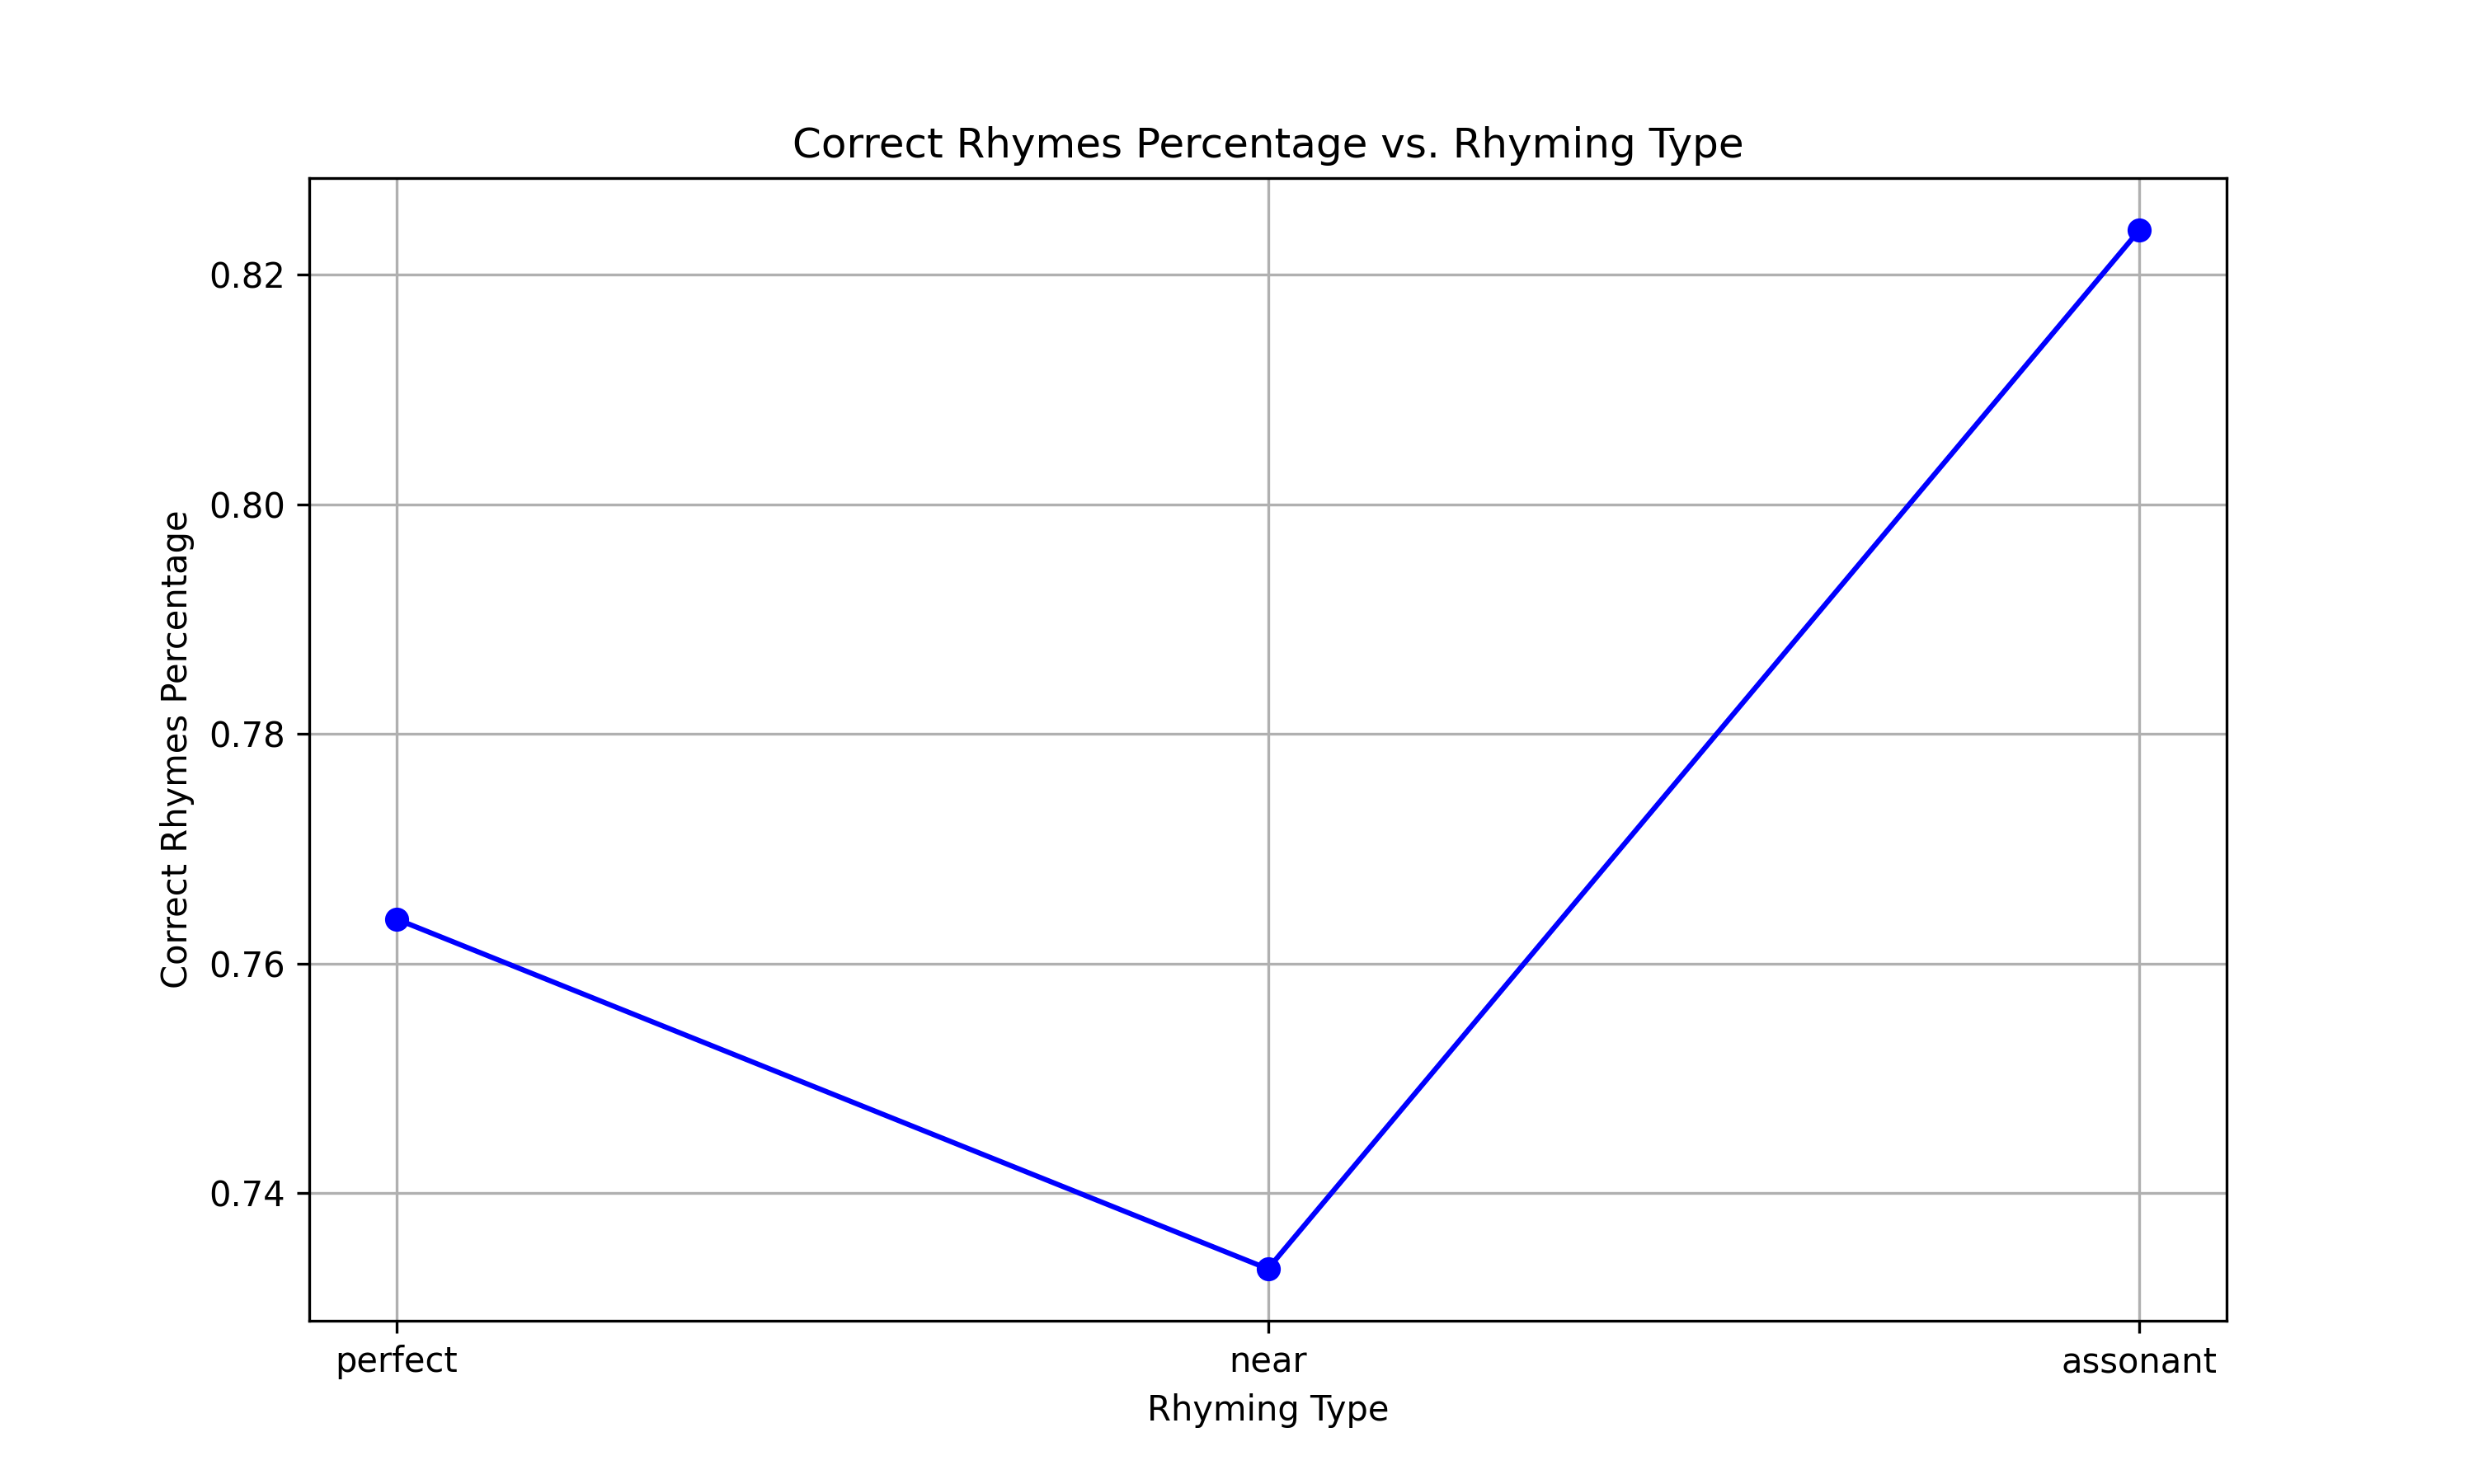 Correct Rhymes Percentage vs. Rhyming Type
Correct Rhymes Percentage
0.82
0.80
0.78
0.76
0.74
perfect near assonant
Rhyming Type